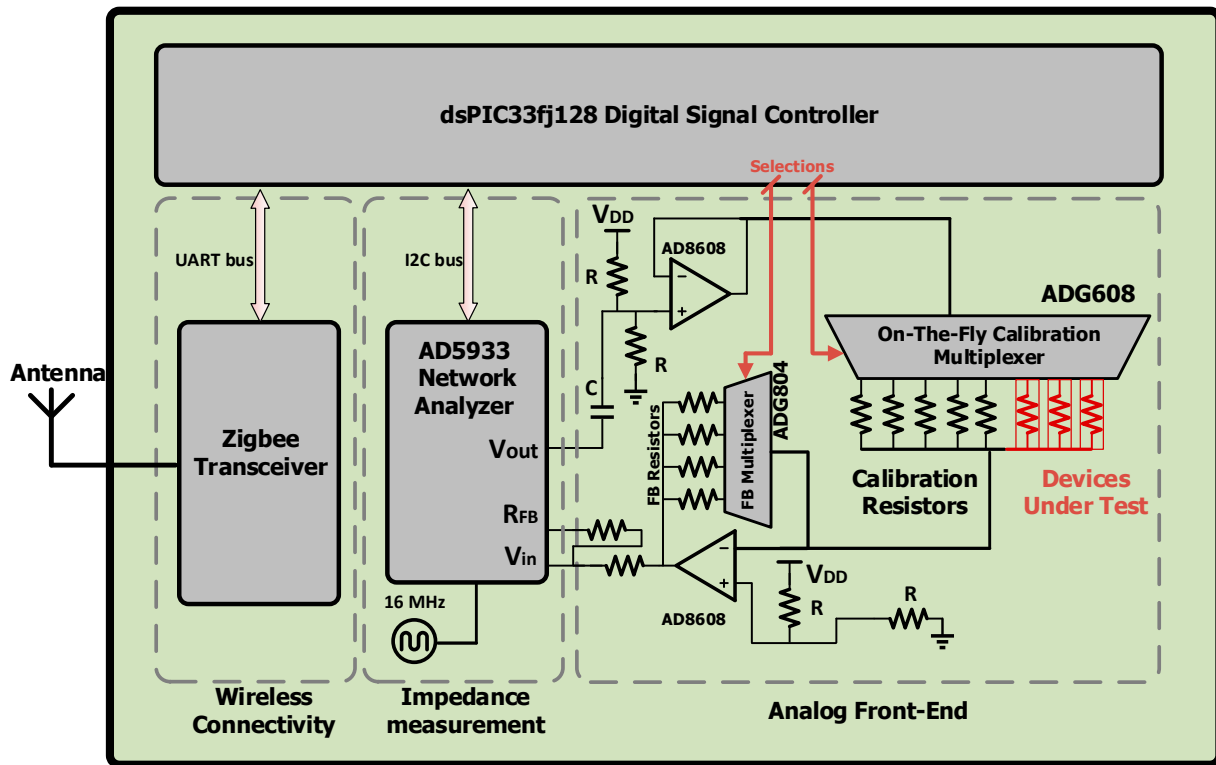 dsPIC33fj128 Digital Signal Controller
Selections
UART bus
I2C bus
VDD
AD8608
R
R
C
ADG608
On-The-Fly Calibration
Multiplexer
Antenna
Zigbee
Transceiver
AD5933
Network
Analyzer
Vout
RFB
Vin
16 MHz
FB Resistors
FB Multiplexer
ADG804
Calibration
Resistors
Devices
Under Test
AD8608
VDD
R
R
Wireless
Connectivity
Impedance
measurement
Analog Front-End